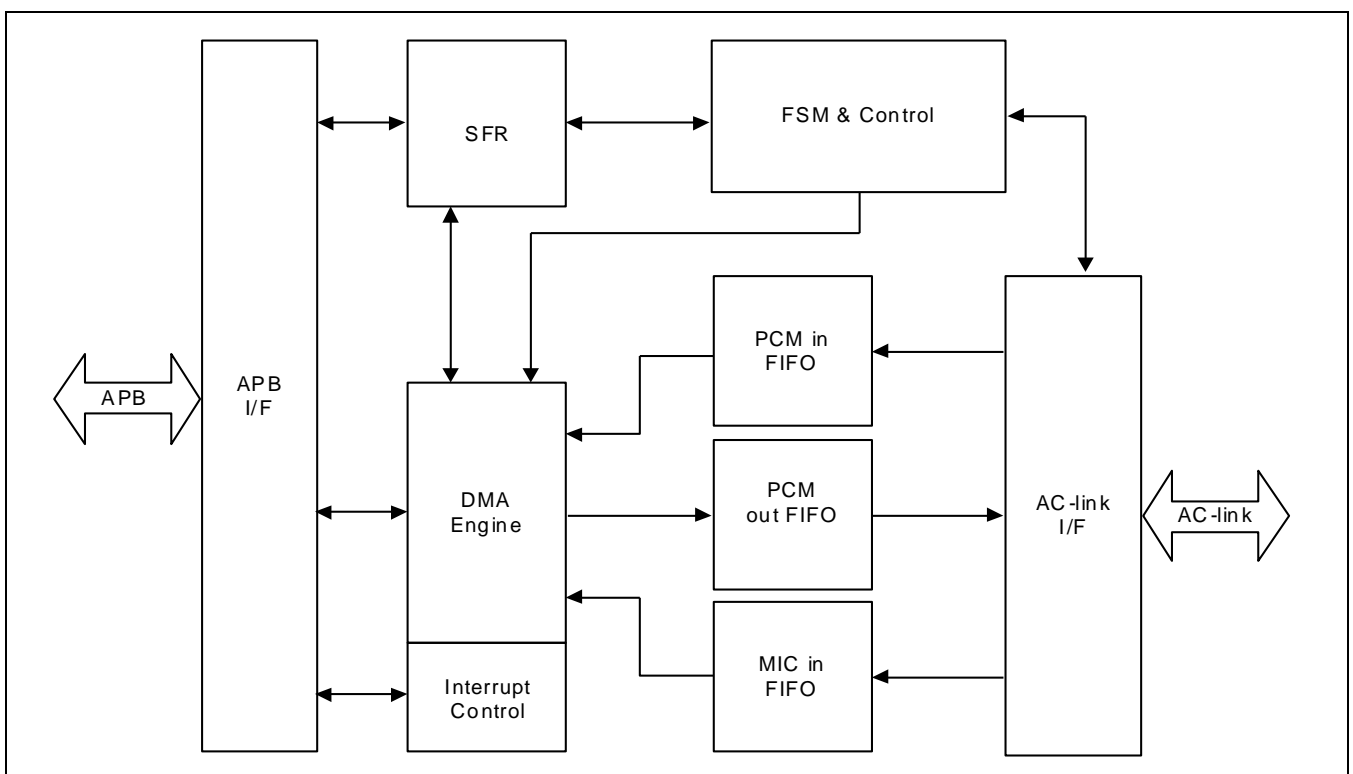 SFR
FSM & Control
PCM in
FIFO
APB
APB
I/F
DMA
Engine
PCM
out FIFO
AC-link
I/F
AC-link
MIC in
FIFO
Interrupt
Control